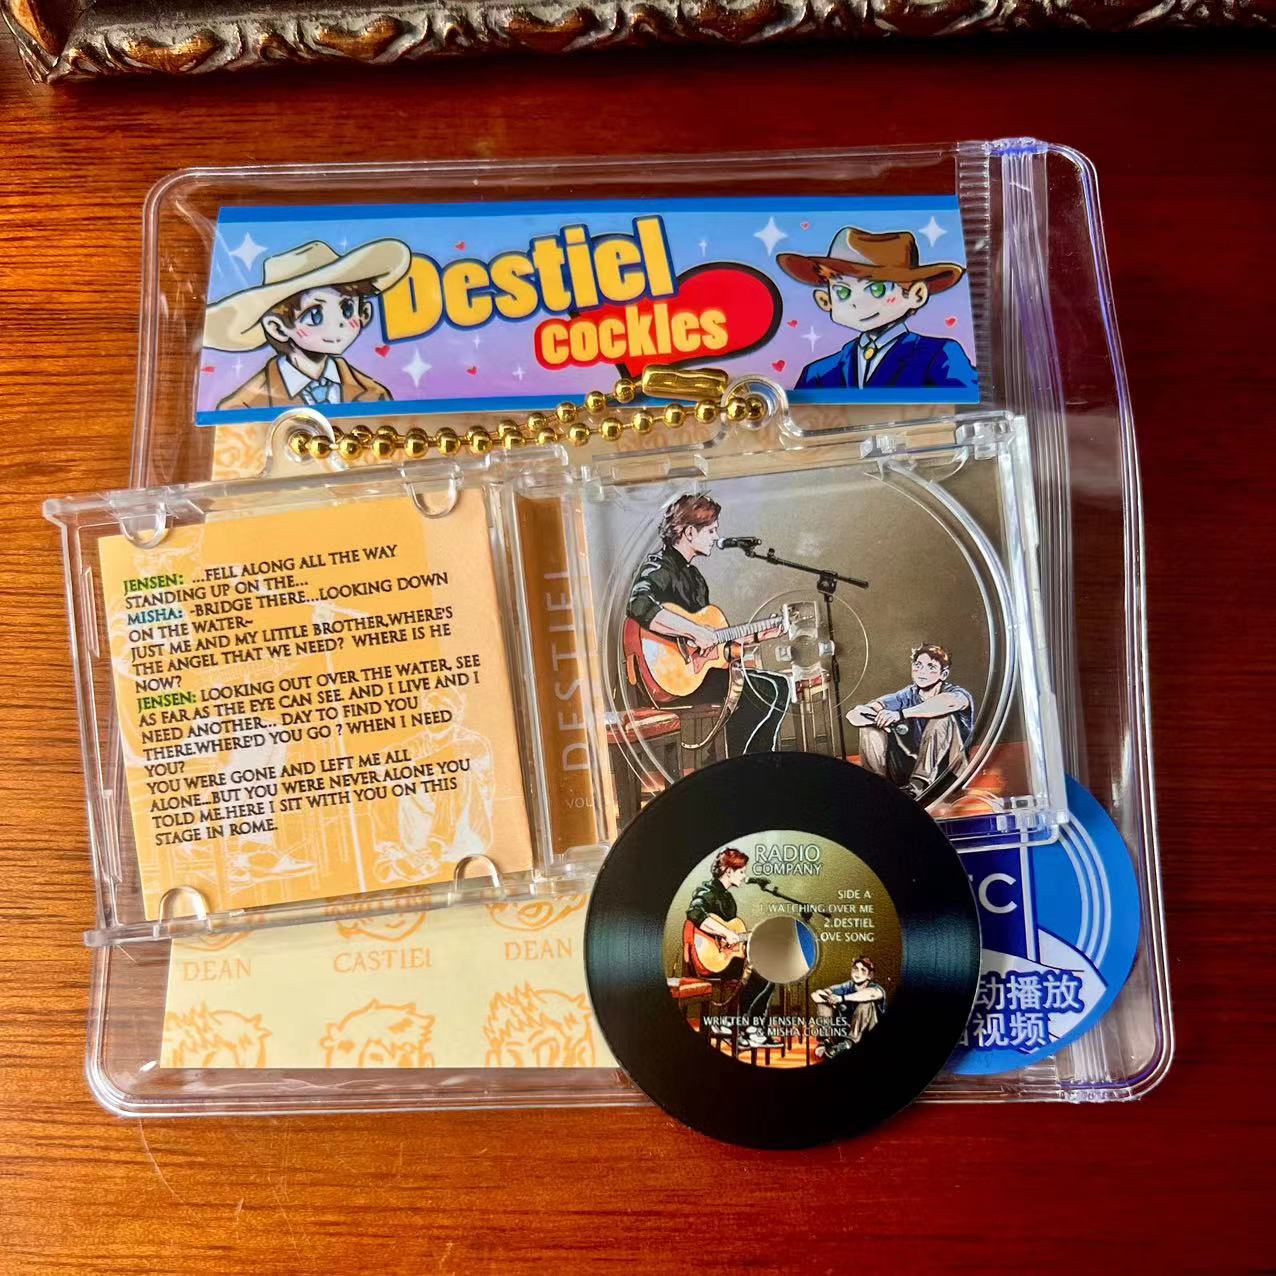 Destiel
cockles
JENSEN: ...FELL ALONG ALL THE WAY
STANDING UP ON THE...
MISHA: -BRIDGE THERE...LOOKING DOWN
ON THE WATER~
JUST ME AND MY LITTLE BROTHER,WHERE'S
THE ANGEL THAT WE NEED? WHERE IS HE
NOW?
JENSEN: LOOKING OUT OVER THE WATER, SEE
AS FAR AS THE EYE CAN SEE. AND I LIVE AND I
NEED ANOTHER... DAY TO FIND YOU
THERE,WHERE'D YOU GO ? WHEN I NEED
YOU?
YOU WERE GONE AND LEFT ME ALL
ALONE...BUT YOU WERE NEVER ALONE YOU
TOLD ME.HERE I SIT WITH YOU ON THIS
STAGE IN ROME.
DESTIEL
VOL
RADIO
COMPANY
SIDE A
1.WATCHING OVER ME
2.DESTIEL
OVE SONG
WRITTEN BY JENSEN ACKLES
& MISHA COLLINS
DEAN
CASTIEL
DEAN
C
动播放
视频